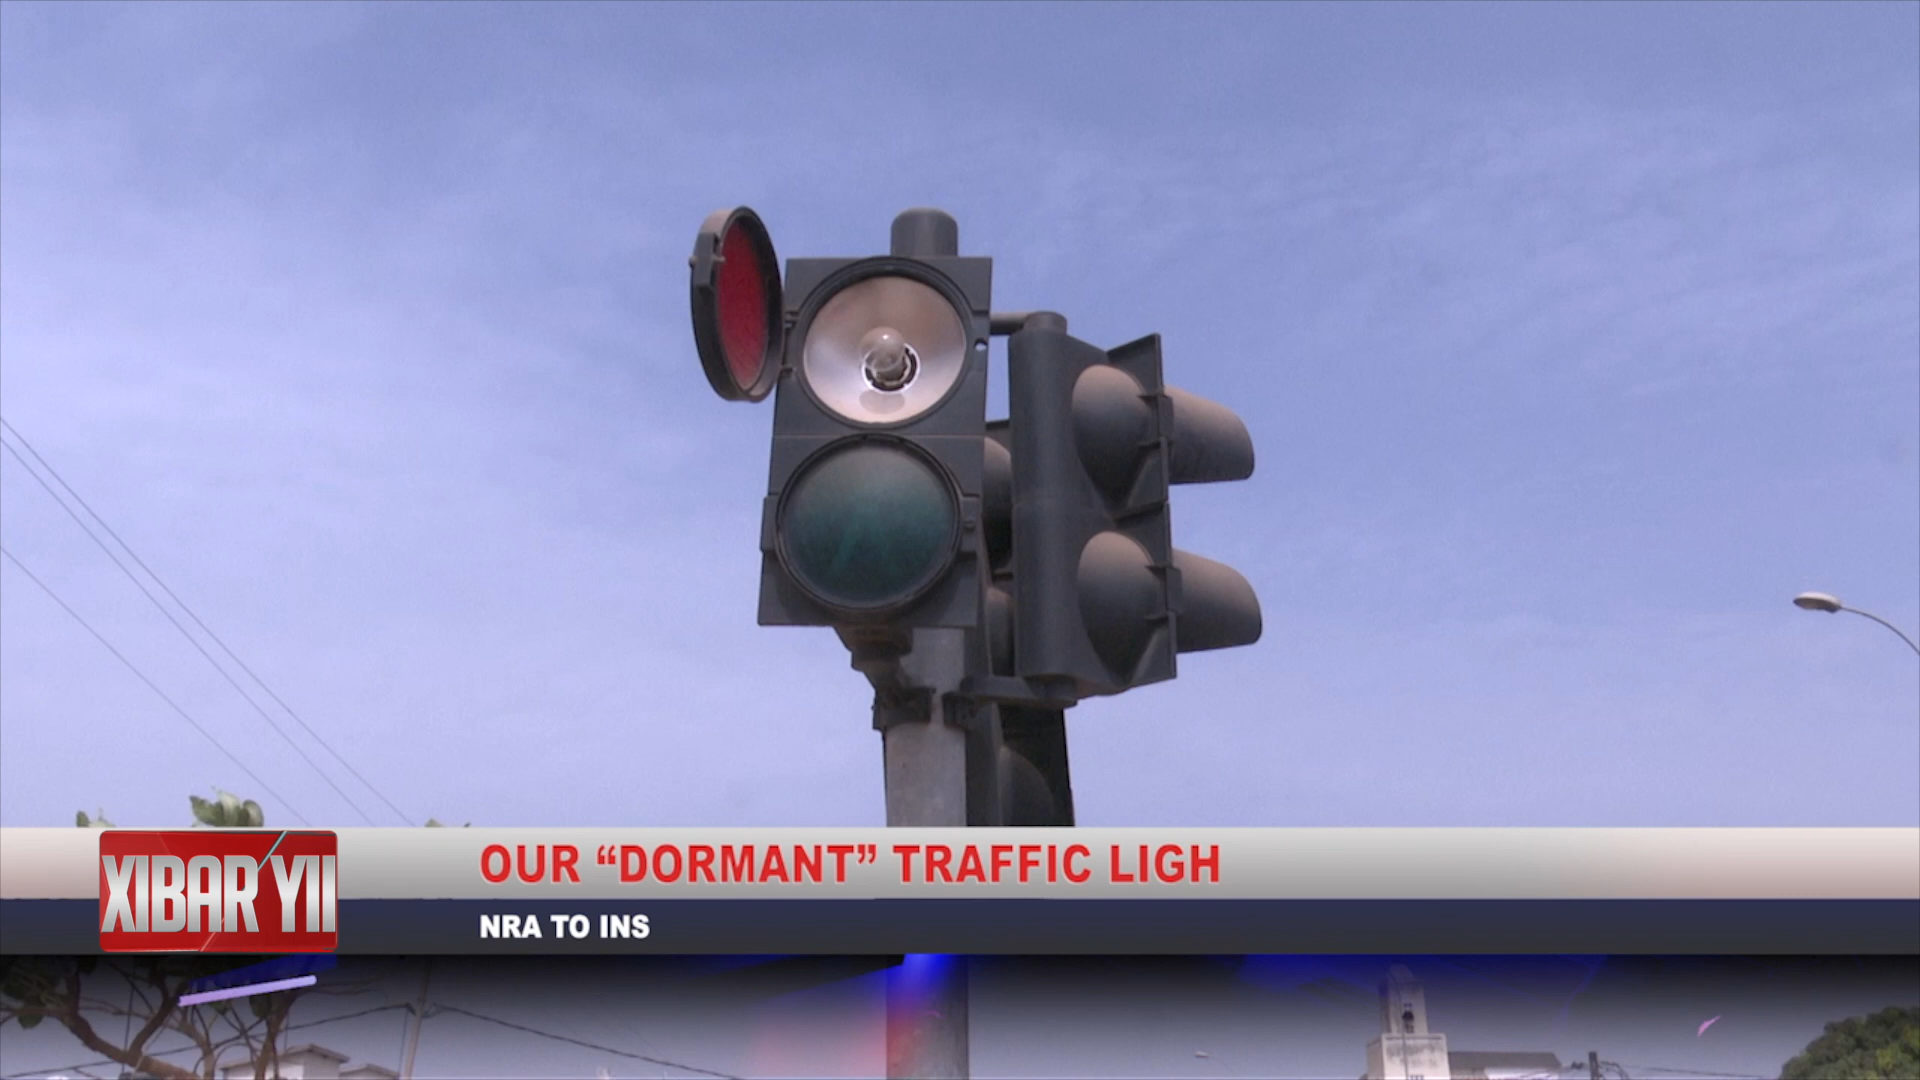 OUR “DORMANT” TRAFFIC LIGH
XIBAR YII
NRA TO INS